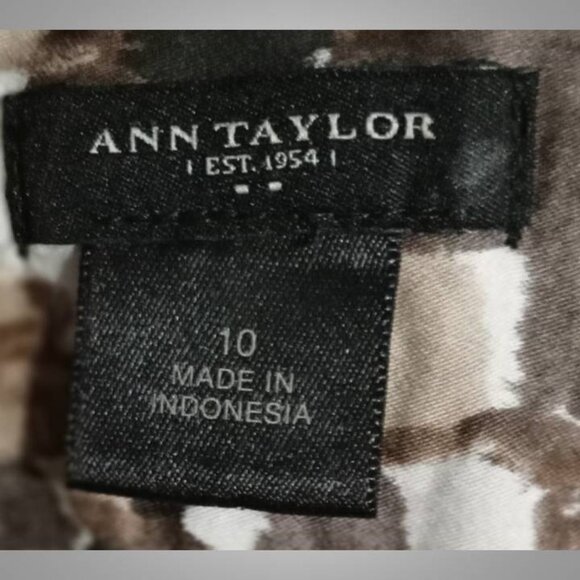 ANN TAYLOR
| EST. 1954 |
10
MADE IN
INDONESIA